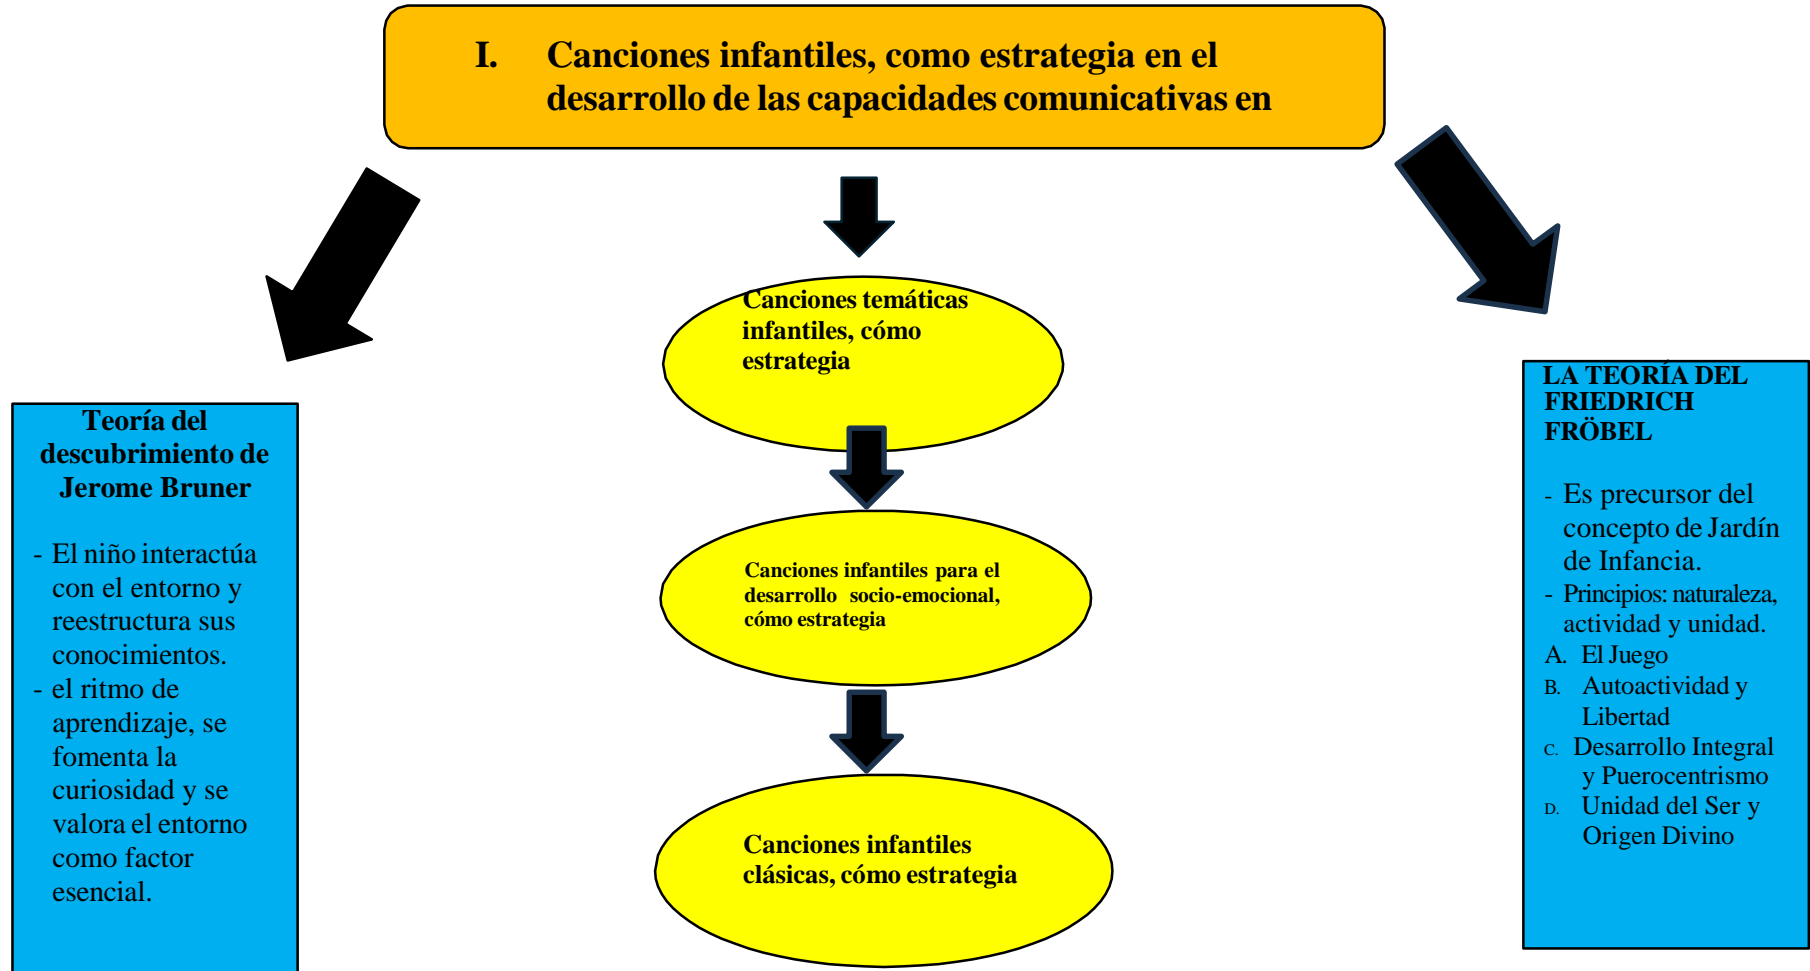 I. Canciones infantiles, como estrategia en el
desarrollo de las capacidades comunicativas en
Canciones temáticas
infantiles, cómo
estrategia
Canciones infantiles para el
desarrollo socio-emocional,
cómo estrategia
Canciones infantiles
clásicas, cómo estrategia
Teoría del
descubrimiento de
Jerome Bruner
- El niño interactúa
con el entorno y
reestructura sus
conocimientos.
- el ritmo de
aprendizaje, se
fomenta la
curiosidad y se
valora el entorno
como factor
esencial.
LA TEORÍA DEL
FRIEDRICH
FRÖBEL
- Es precursor del
concepto de Jardín
de Infancia.
- Principios: naturaleza,
actividad y unidad.
A. El Juego
B. Autoactividad y
Libertad
C. Desarrollo Integral
y Puerocentrismo
D. Unidad del Ser y
Origen Divino